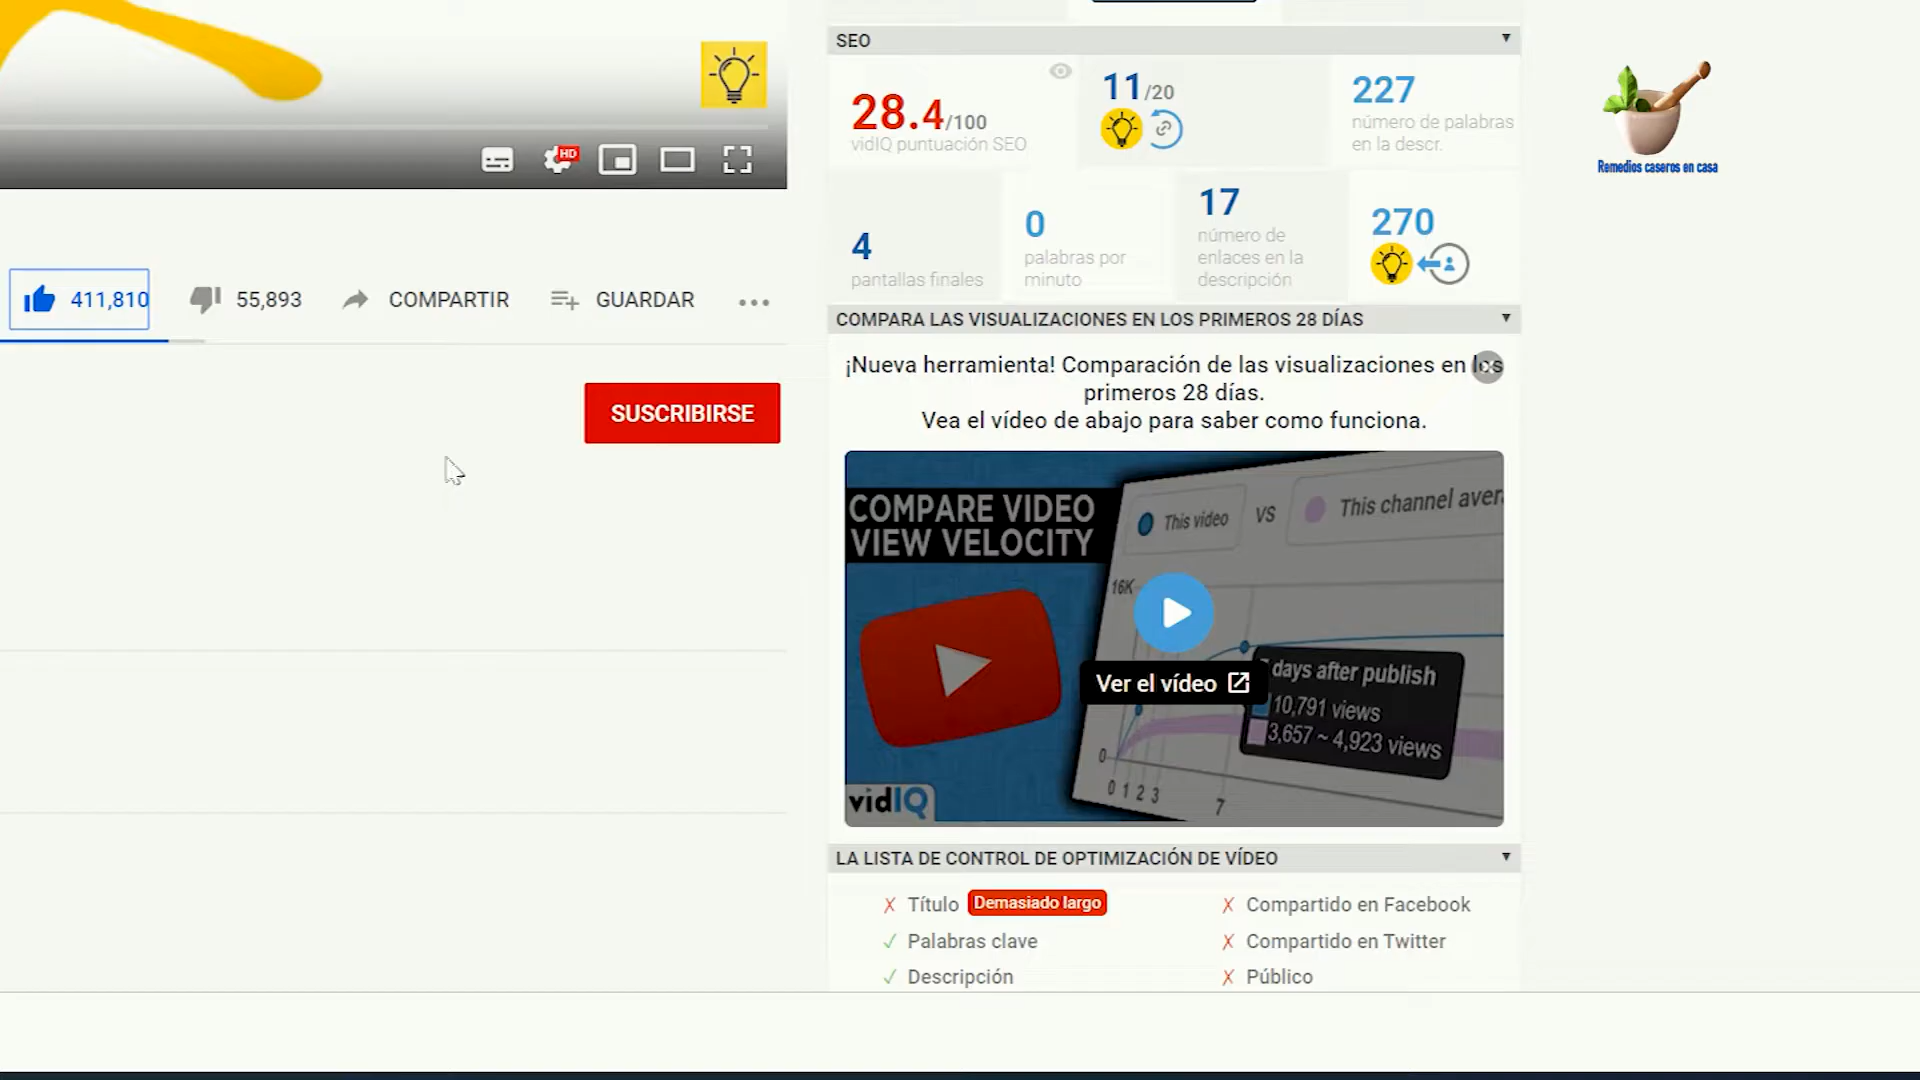 HD
411,810
55,893
COMPARTIR
GUARDAR
SUSCRIBIRSE
SEO
28.4/100
vidIQ puntuación SEO
11/20
227
número de palabras
en la descr.
4
pantallas finales
0
palabras por
minuto
17
número de
enlaces en la
descripción
270
COMPARA LAS VISUALIZACIONES EN LOS PRIMEROS 28 DÍAS
¡Nueva herramienta! Comparación de las visualizaciones en los
primeros 28 días.
Vea el vídeo de abajo para saber como funciona.
COMPARE VIDEO
VIEW VELOCITY
This video
VS
This channel aver
16K
Ver el vídeo
days after publish
10,791 views
3,657 ~ 4,923 views
0
0 1 2 3
7
vidIQ
LA LISTA DE CONTROL DE OPTIMIZACIÓN DE VÍDEO
Título Demasiado largo
Palabras clave
Descripción
Compartido en Facebook
Compartido en Twitter
Público
Remedios caseros en casa